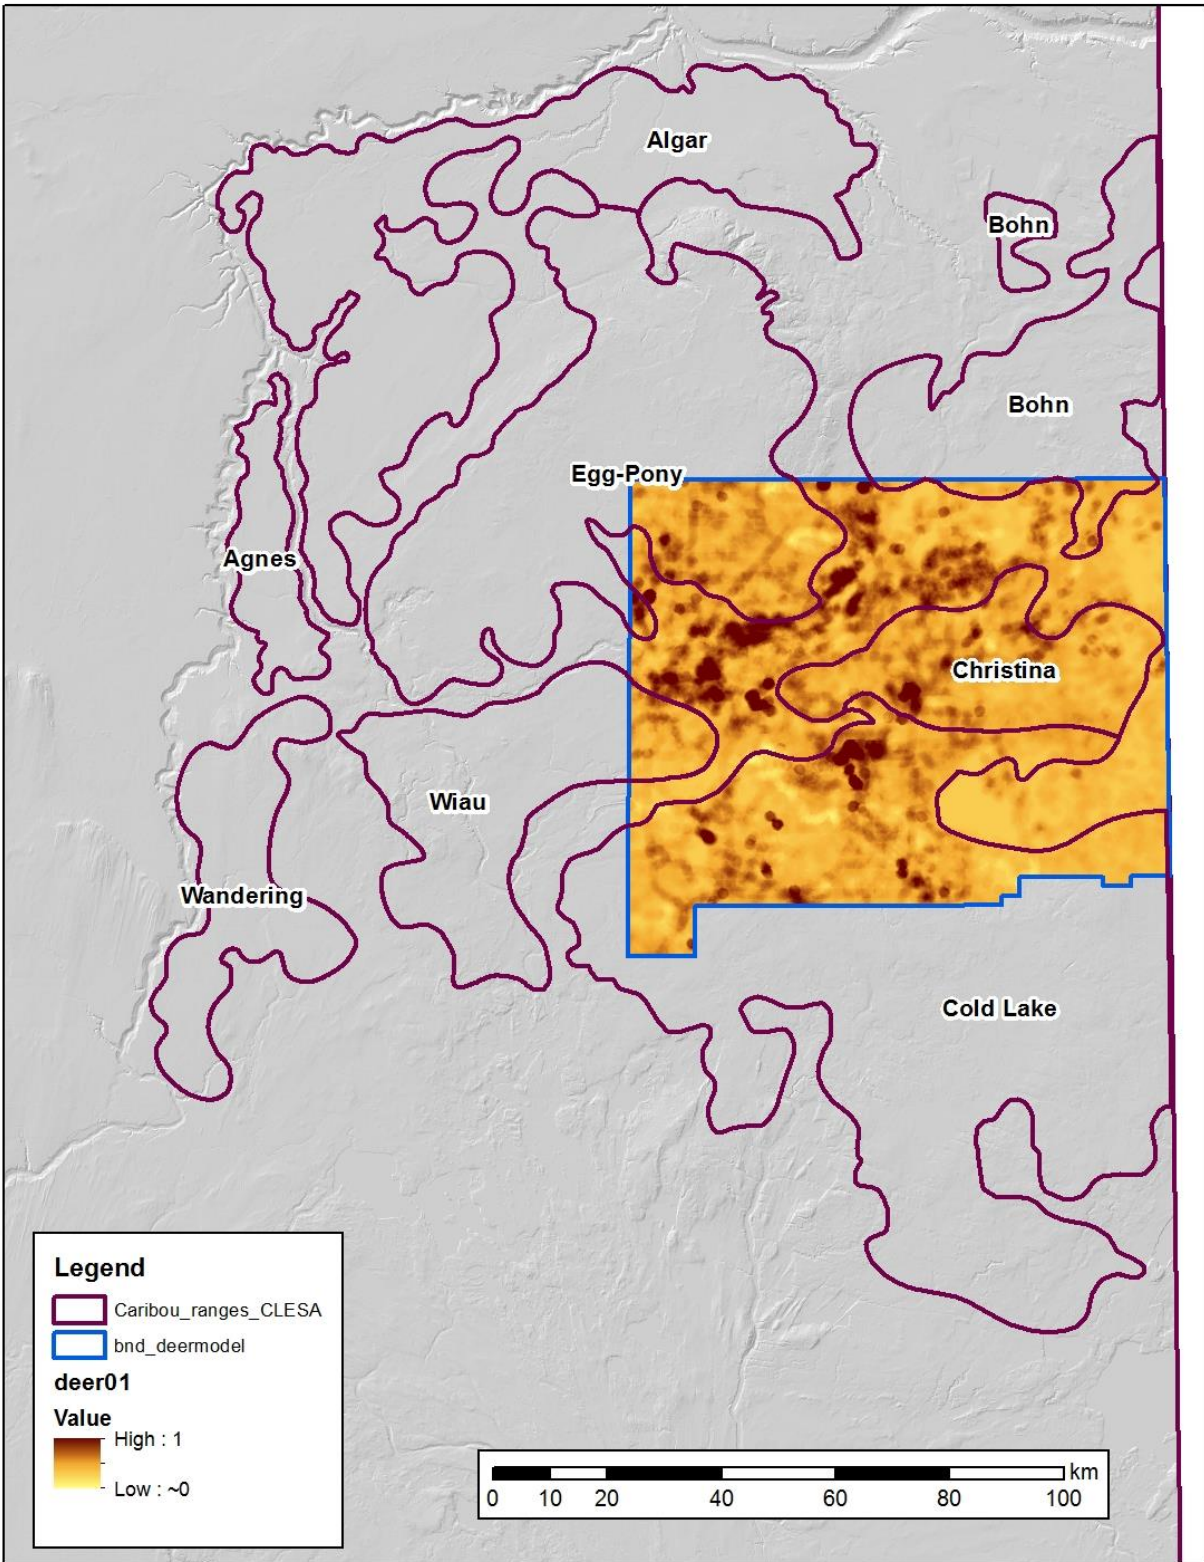 Algar
Bohn
Bohn
Egg-Pony
Agnes
Christina
Wiau
Wandering
Cold Lake
Legend
Caribou_ranges_CLESA
bnd_deermodel
deer01
Value
High : 1
Low : ~0
km
0 10 20 40 60 80 100